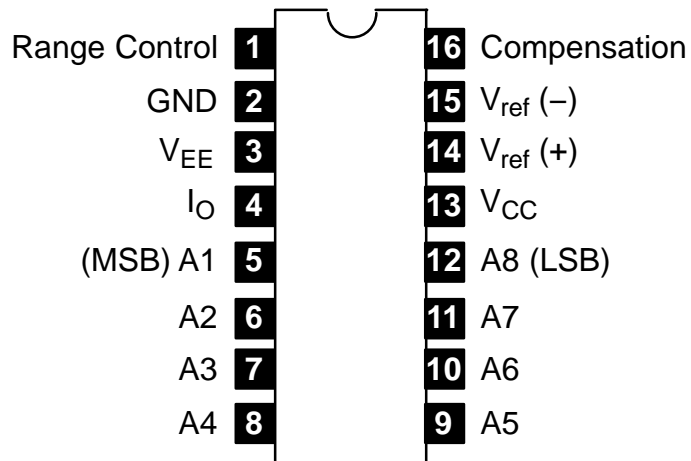 Range Control 1 16 Compensation
GND 2 15 Vref (–)
VEE 3 14 Vref (+)
IO 4 13 VCC
(MSB) A1 5 12 A8 (LSB)
A2 6 11 A7
A3 7 10 A6
A4 8 9 A5